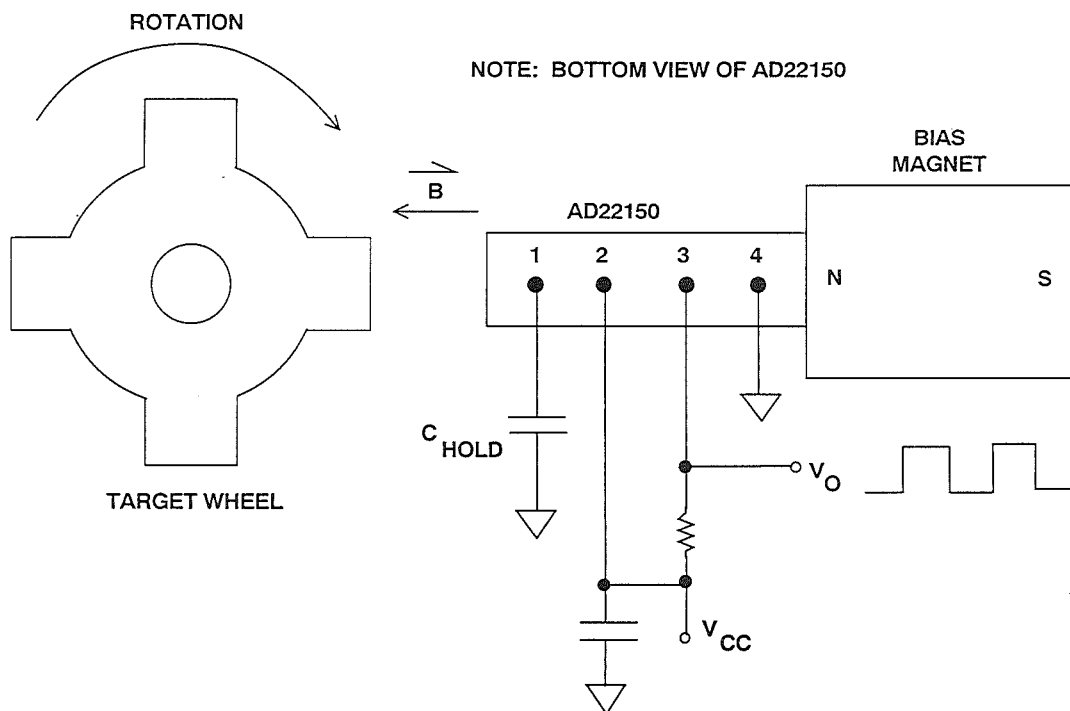 ROTATION
NOTE: BOTTOM VIEW OF AD22150
BIAS
MAGNET
B
AD22150
1 2 3 4
N S
C HOLD
V O
TARGET WHEEL
V CC